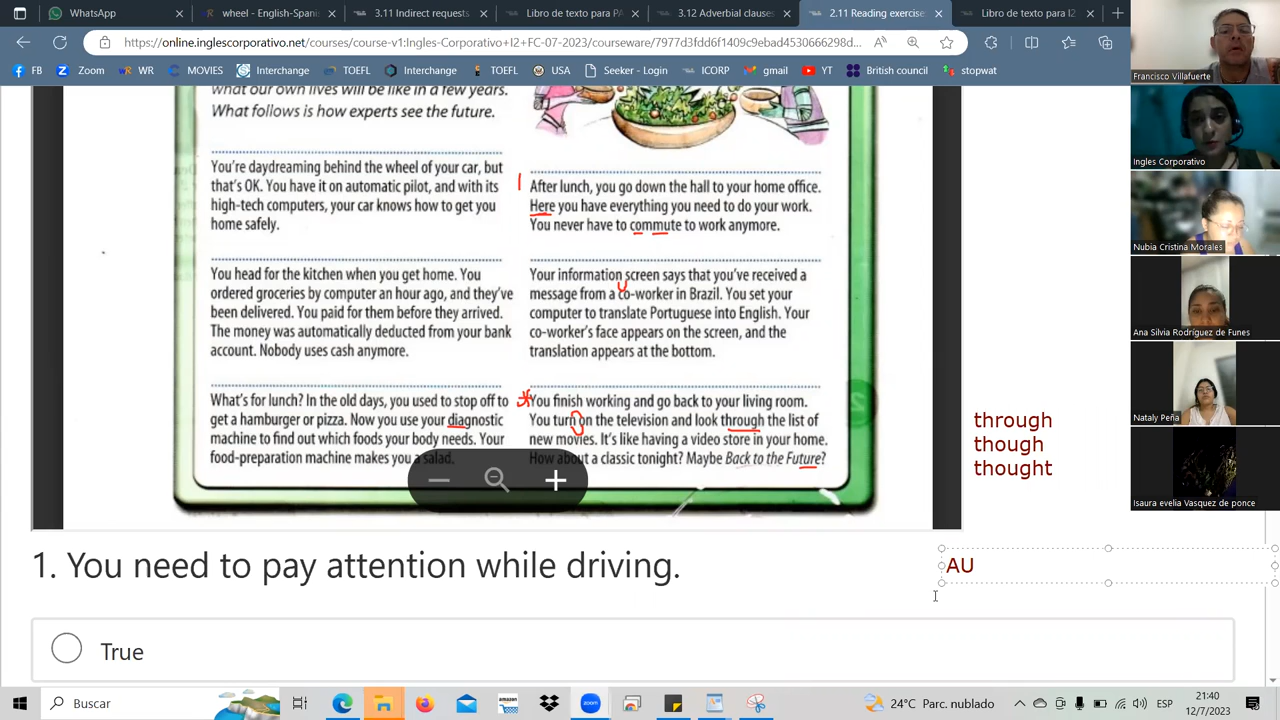 WhatsApp
wheel - English-Spani
3.11 Indirect requests
Libro de texto para PA
3.12 Adverbial clauses
2.11 Reading exercise
Libro de texto para I2
https://online.inglescorporativo.net/courses/course-v1:Ingles-Corporativo+I2+FC-07-2023/courseware/7977d3fdd6f1409c9ebad4530666298d...
FB
Zoom
WR
MOVIES
Interchange
TOEFL
Interchange
TOEFL
USA
Seeker - Login
ICORP
gmail
YT
British council
stopwat
what our own lives will be like in a few years.
What follows is how experts see the future.
You're daydreaming behind the wheel of your car, but
that's OK. You have it on automatic pilot, and with its
high-tech computers, your car knows how to get you
home safely.
You head for the kitchen when you get home. You
ordered groceries by computer an hour ago, and they've
been delivered. You paid for them before they arrived.
The money was automatically deducted from your bank
account. Nobody uses cash anymore.
What's for lunch? In the old days, you used to stop off to
get a hamburger or pizza. Now you use your diagnostic
machine to find out which foods your body needs. Your
food-preparation machine makes you a salad.
After lunch, you go down the hall to your home office.
Here you have everything you need to do your work.
You never have to commute to work anymore.
Your information screen says that you've received a
message from a co-worker in Brazil. You set your
computer to translate Portuguese into English. Your
co-worker's face appears on the screen, and the
translation appears at the bottom.
You finish working and go back to your living room.
You turn on the television and look through the list of
new movies. It's like having a video store in your home.
How about a classic tonight? Maybe Back to the Future?
through
though
thought
AU
1. You need to pay attention while driving.
True
Francisco Villafuerte
Ingles Corporativo
Nubia Cristina Morales
Ana Silvia Rodríguez de Funes
Nataly Peña
Isaura evelia Vasquez de ponce
Buscar
24°C Parc. nublado
21:40
12/7/2023